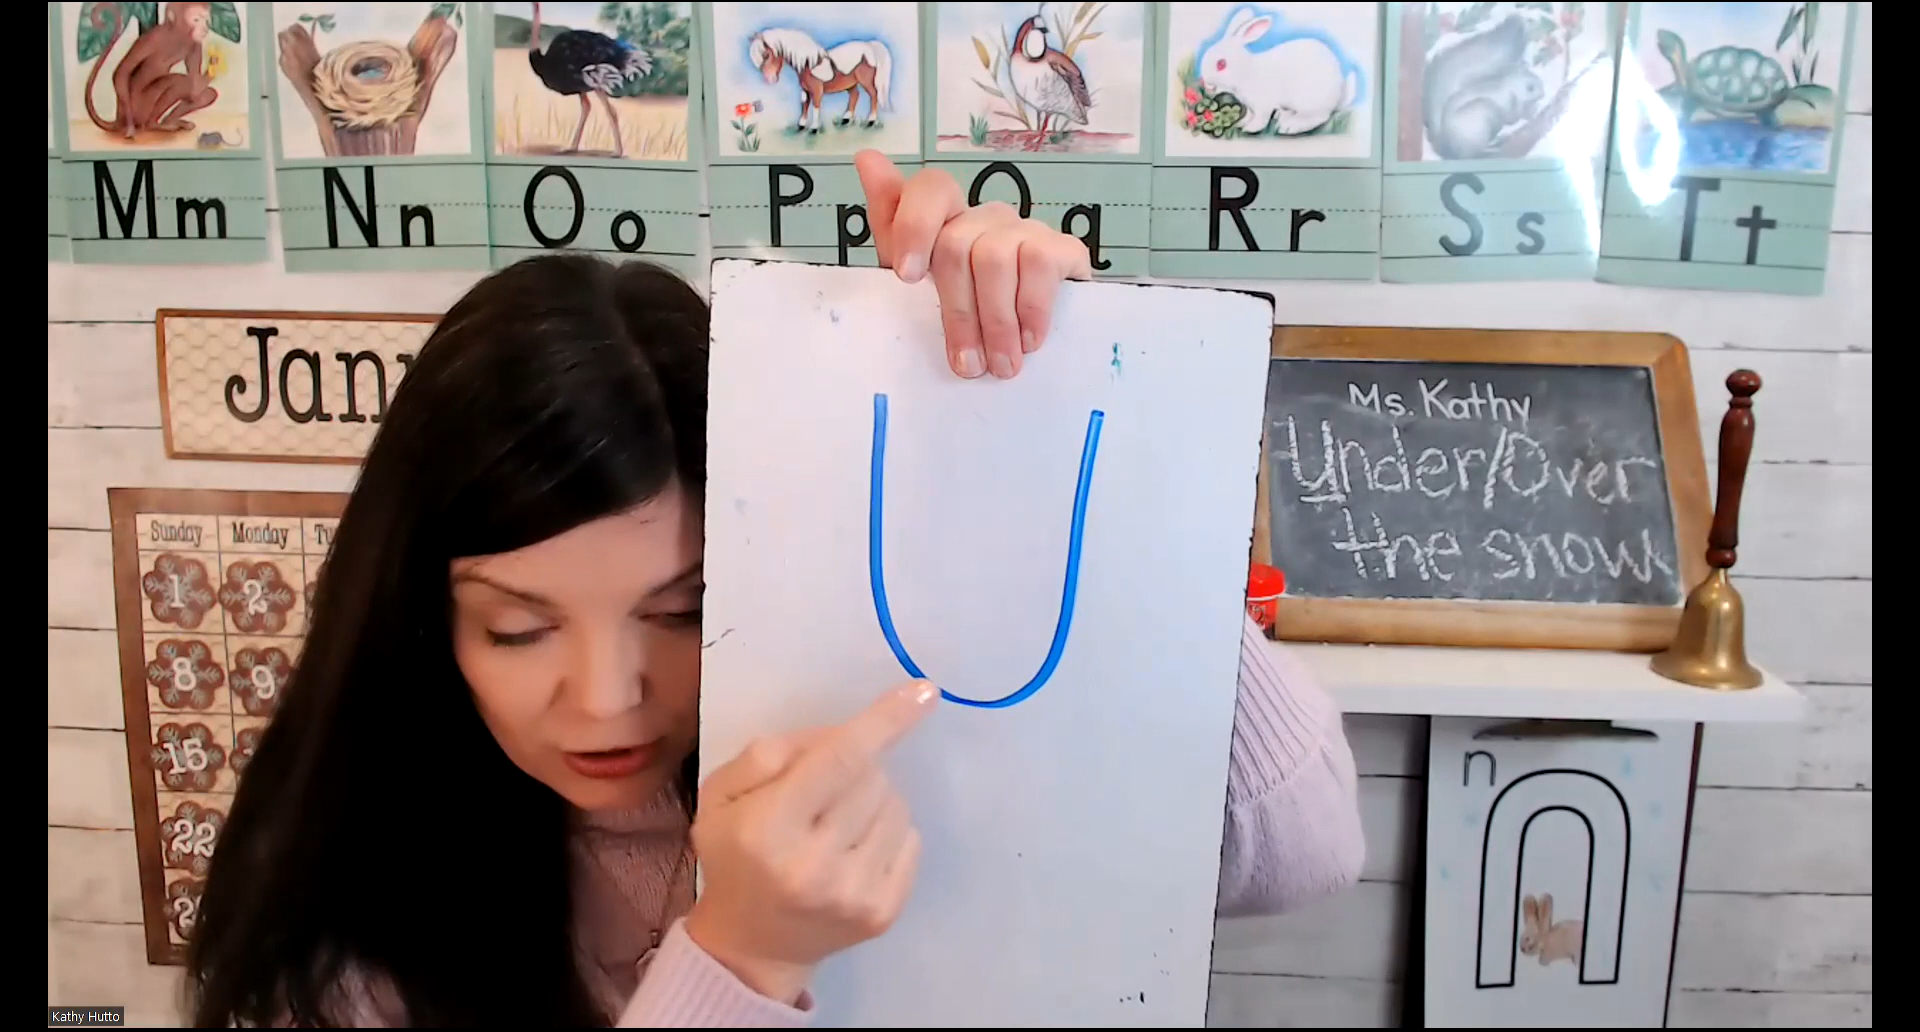 Mm Nn Oo Pp Qq Rr Ss Tt
Jan
Ms. Kathy
Under/Over
the snow
Sunday Monday Tu
1 2
8 9
15
22
U
n
n
Kathy Hutto